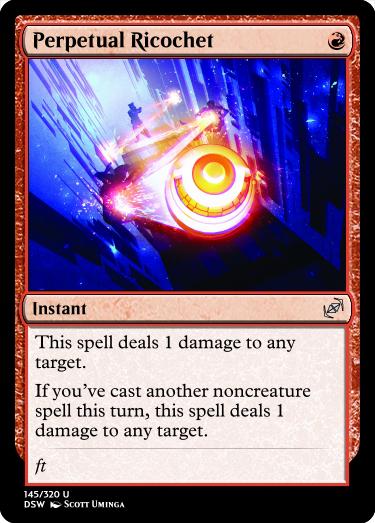 Perpetual Ricochet
Instant
This spell deals 1 damage to any
target.
If you've cast another noncreature
spell this turn, this spell deals 1
damage to any target.
ft
145/320 U
DSW Scott Uminga